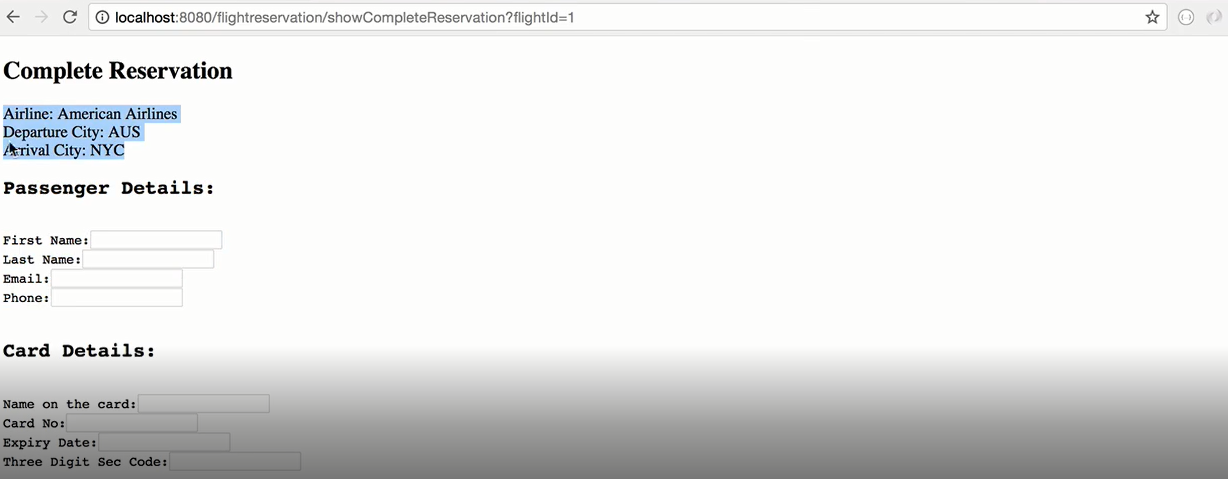 localhost:8080/flightreservation/showCompleteReservation?flightId=1
Complete Reservation
Airline: American Airlines
Departure City: AUS
Arrival City: NYC
Passenger Details:
First Name:
Last Name:
Email:
Phone:
Card Details:
Name on the card:
Card No:
Expiry Date:
Three Digit Sec Code: